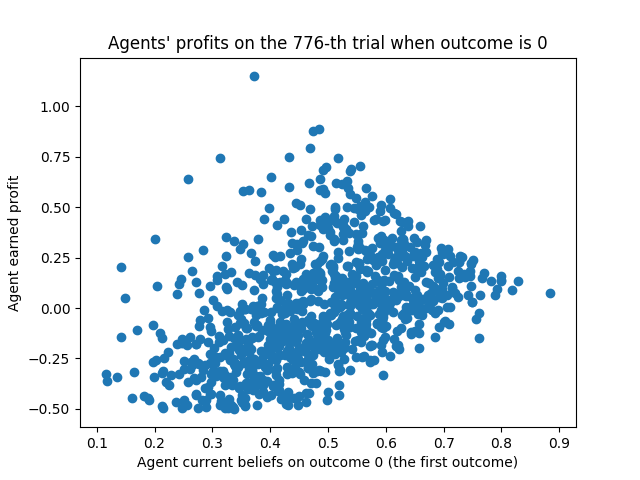 Agents' profits on the 776-th trial when outcome is 0
1.00
0.75
0.50
0.25
0.00
−0.25
−0.50
Agent earned profit
0.1 0.2 0.3 0.4 0.5 0.6 0.7 0.8 0.9
Agent current beliefs on outcome 0 (the first outcome)